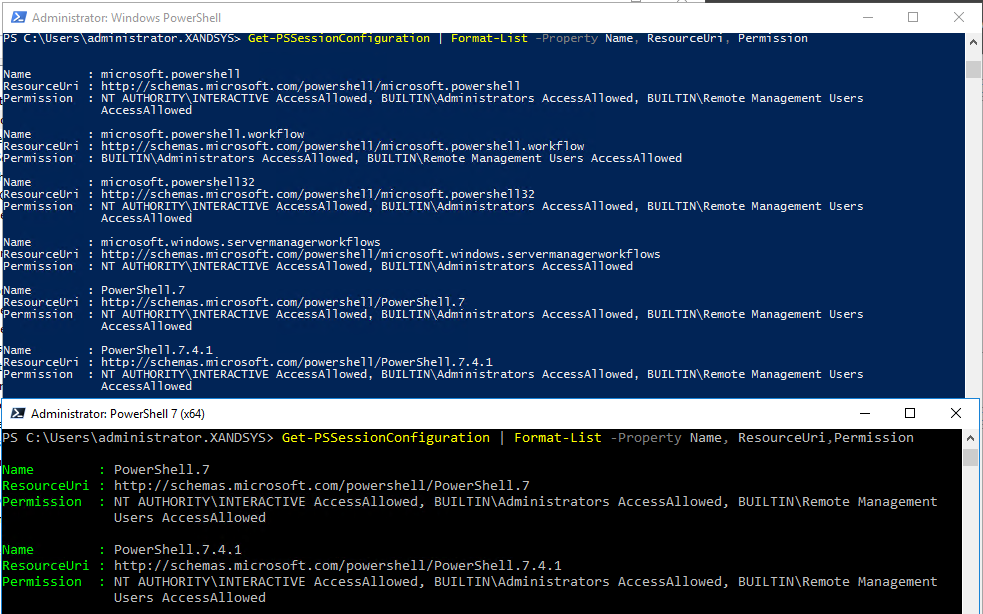 Administrator: Windows PowerShell
PS C:\Users\administrator.XANDSYS> Get-PSSessionConfiguration | Format-List -Property Name, ResourceUri, Permission
Name : microsoft.powershell
ResourceUri : http://schemas.microsoft.com/powershell/microsoft.powershell
Permission : NT AUTHORITY\INTERACTIVE AccessAllowed, BUILTIN\Administrators AccessAllowed, BUILTIN\Remote Management Users
AccessAllowed
Name : microsoft.powershell.workflow
ResourceUri : http://schemas.microsoft.com/powershell/microsoft.powershell.workflow
Permission : BUILTIN\Administrators AccessAllowed, BUILTIN\Remote Management Users AccessAllowed
Name : microsoft.powershell32
ResourceUri : http://schemas.microsoft.com/powershell/microsoft.powershell32
Permission : NT AUTHORITY\INTERACTIVE AccessAllowed, BUILTIN\Administrators AccessAllowed, BUILTIN\Remote Management Users
AccessAllowed
Name : microsoft.windows.servermanagerworkflows
ResourceUri : http://schemas.microsoft.com/powershell/microsoft.windows.servermanagerworkflows
Permission : NT AUTHORITY\INTERACTIVE AccessAllowed, BUILTIN\Administrators AccessAllowed
Name : PowerShell.7
ResourceUri : http://schemas.microsoft.com/powershell/PowerShell.7
Permission : NT AUTHORITY\INTERACTIVE AccessAllowed, BUILTIN\Administrators AccessAllowed, BUILTIN\Remote Management Users
AccessAllowed
Name : PowerShell.7.4.1
ResourceUri : http://schemas.microsoft.com/powershell/PowerShell.7.4.1
Permission : NT AUTHORITY\INTERACTIVE AccessAllowed, BUILTIN\Administrators AccessAllowed, BUILTIN\Remote Management Users
AccessAllowed
Administrator: PowerShell 7 (x64)
PS C:\Users\administrator.XANDSYS> Get-PSSessionConfiguration | Format-List -Property Name, ResourceUri,Permission
Name : PowerShell.7
ResourceUri : http://schemas.microsoft.com/powershell/PowerShell.7
Permission : NT AUTHORITY\INTERACTIVE AccessAllowed, BUILTIN\Administrators AccessAllowed, BUILTIN\Remote Management
Users AccessAllowed
Name : PowerShell.7.4.1
ResourceUri : http://schemas.microsoft.com/powershell/PowerShell.7.4.1
Permission : NT AUTHORITY\INTERACTIVE AccessAllowed, BUILTIN\Administrators AccessAllowed, BUILTIN\Remote Management
Users AccessAllowed